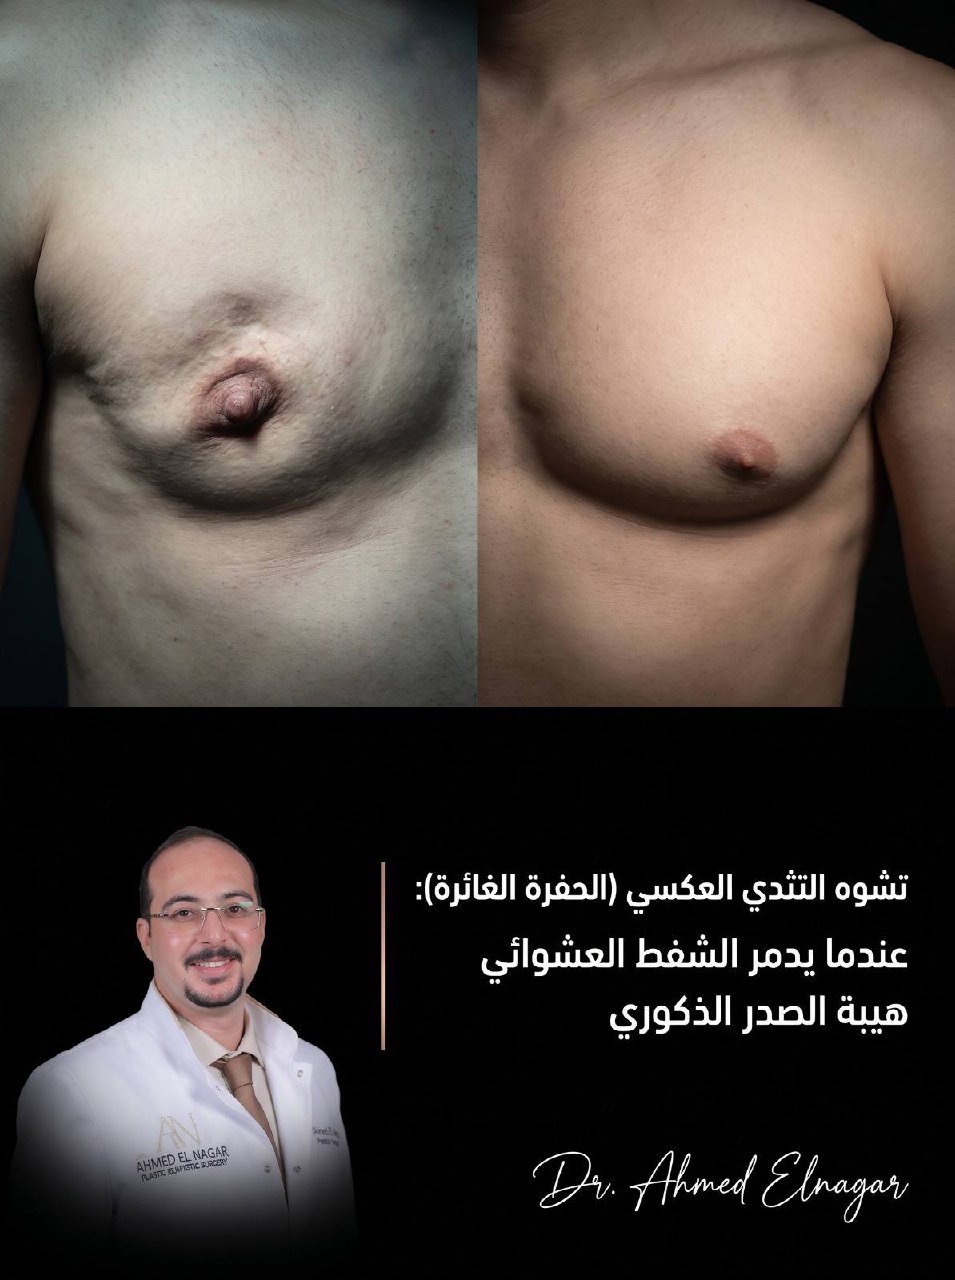 تشوه التثدي العكسي (الحفرة الغائرة):
عندما يدمر الشفط العشوائي
هيبة الصدر الذكوري
AN
AHMED EL NAGAR
PLASTIC SURGERY
Dr. Ahmed Elnagar